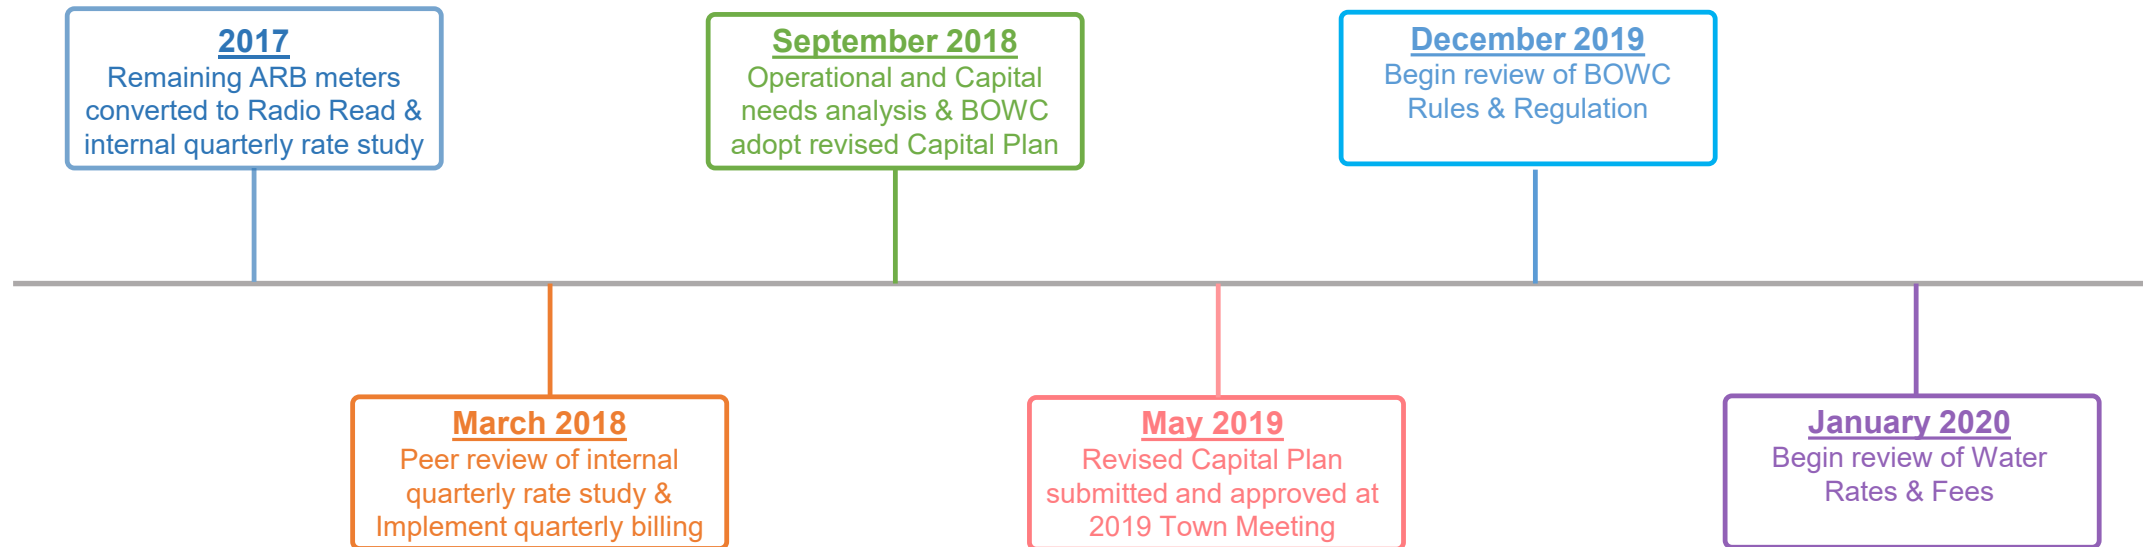 2017
Remaining ARB meters
converted to Radio Read &
internal quarterly rate study
March 2018
Peer review of internal
quarterly rate study &
Implement quarterly billing
September 2018
Operational and Capital
needs analysis & BOWC
adopt revised Capital Plan
May 2019
Revised Capital Plan
submitted and approved at
2019 Town Meeting
December 2019
Begin review of BOWC
Rules & Regulation
January 2020
Begin review of Water
Rates & Fees